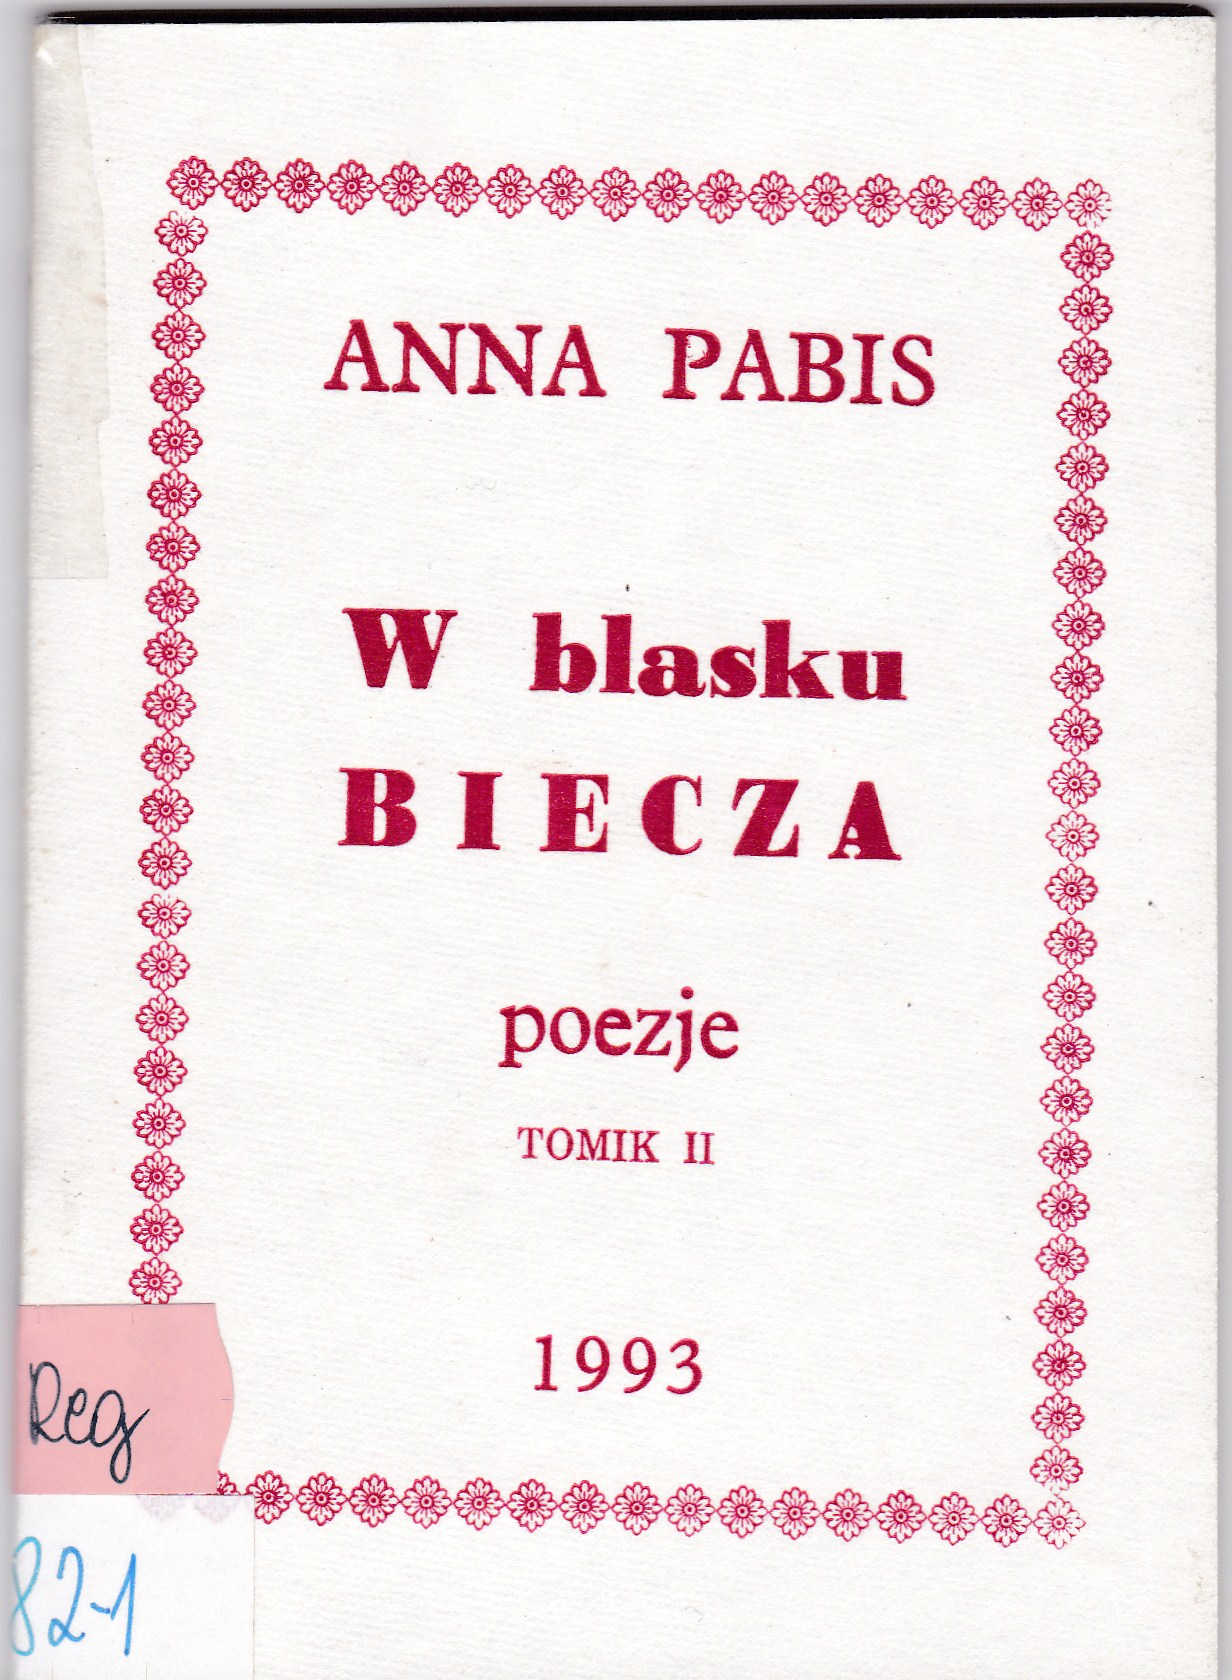 ANNA PABIS
W blasku
BIECZA
poezje
TOMIK II
1993
Reg
82-1